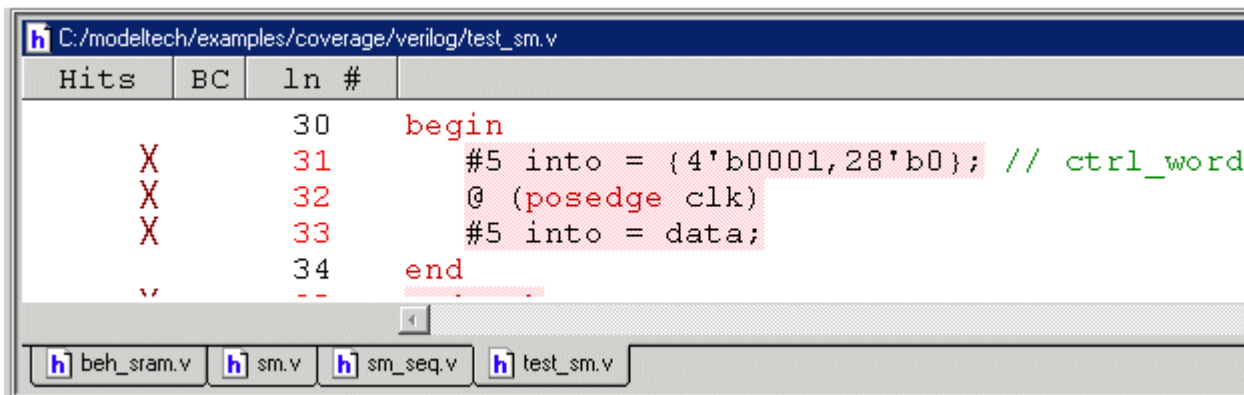 C:/modeltech/examples/coverage/verilog/test_sm.v
Hits BC ln #
30 begin
X 31 #5 into = {4'b0001,28'b0}; // ctrl_word
X 32 @ (posedge clk)
X 33 #5 into = data;
34 end
beh_sram.v sm.v sm_seq.v test_sm.v